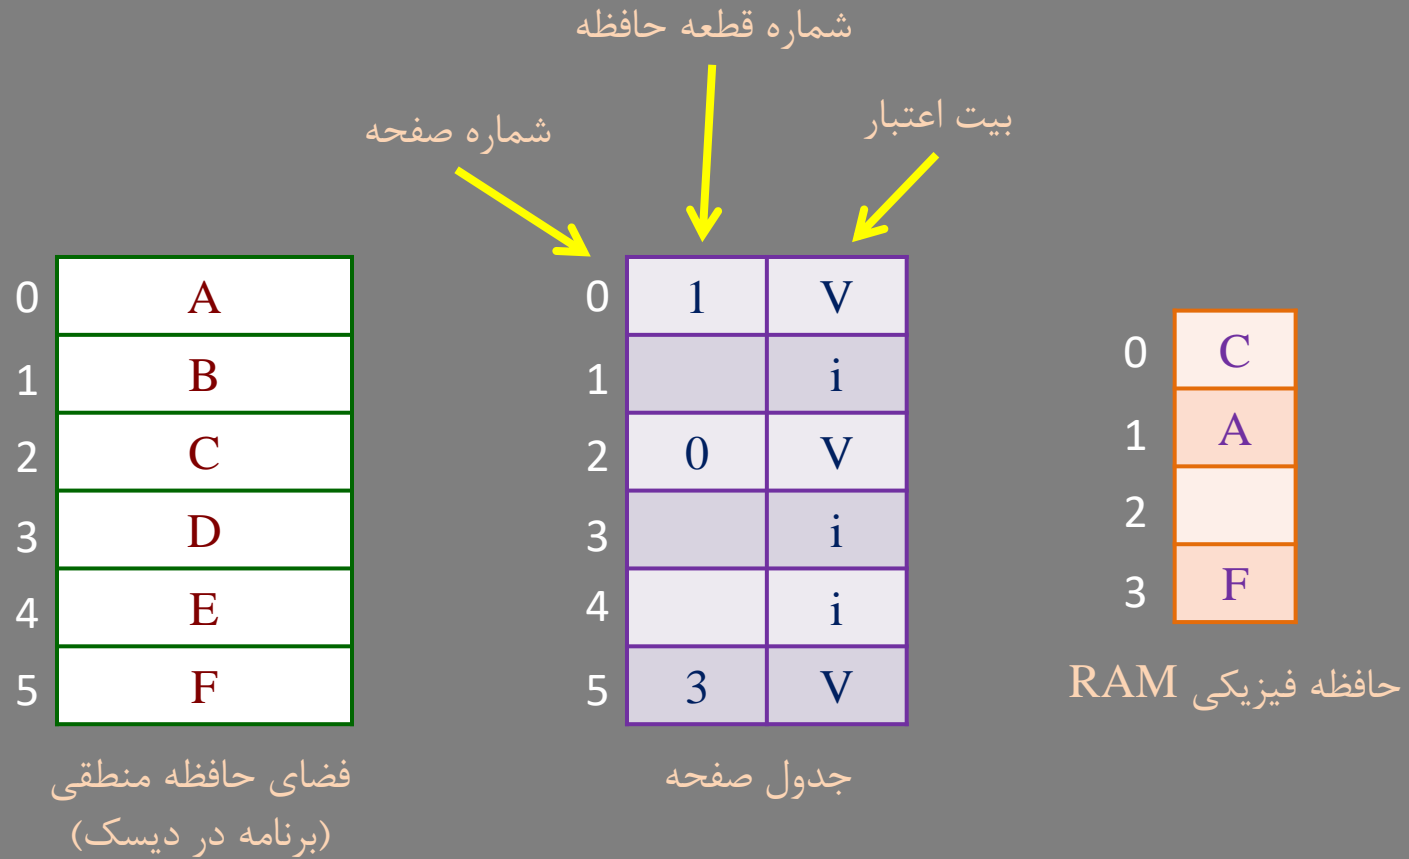 شماره قطعه حافظه
بیت اعتبار
شماره صفحه
0 A
1 B
2 C
3 D
4 E
5 F
فضای حافظه منطقی
(برنامه در دیسک)
0 1 V
1 i
2 0 V
3 i
4 i
5 3 V
جدول صفحه
0 C
1 A
2
3 F
حافظه فیزیکی RAM